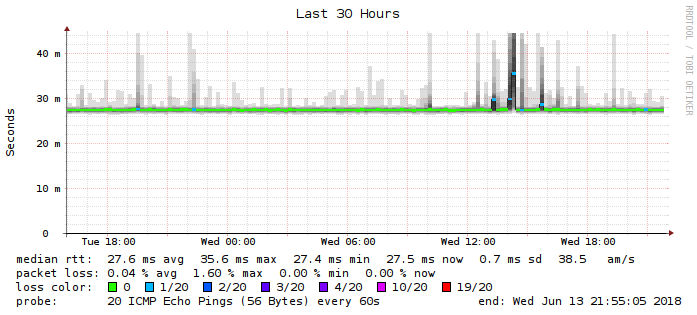 Last 30 Hours
RRDTOOL / TOBI OETIKER
Seconds
40 m
30 m
20 m
10 m
0
Tue 18:00 Wed 00:00 Wed 06:00 Wed 12:00 Wed 18:00
median rtt: 27.6 ms avg 35.6 ms max 27.4 ms min 27.5 ms now 0.7 ms sd 38.5 am/s
packet loss: 0.04 % avg 1.60 % max 0.00 % min 0.00 % now
loss color: 0 1/20 2/20 3/20 4/20 10/20 19/20
probe: 20 ICMP Echo Pings (56 Bytes) every 60s end: Wed Jun 13 21:55:05 2018